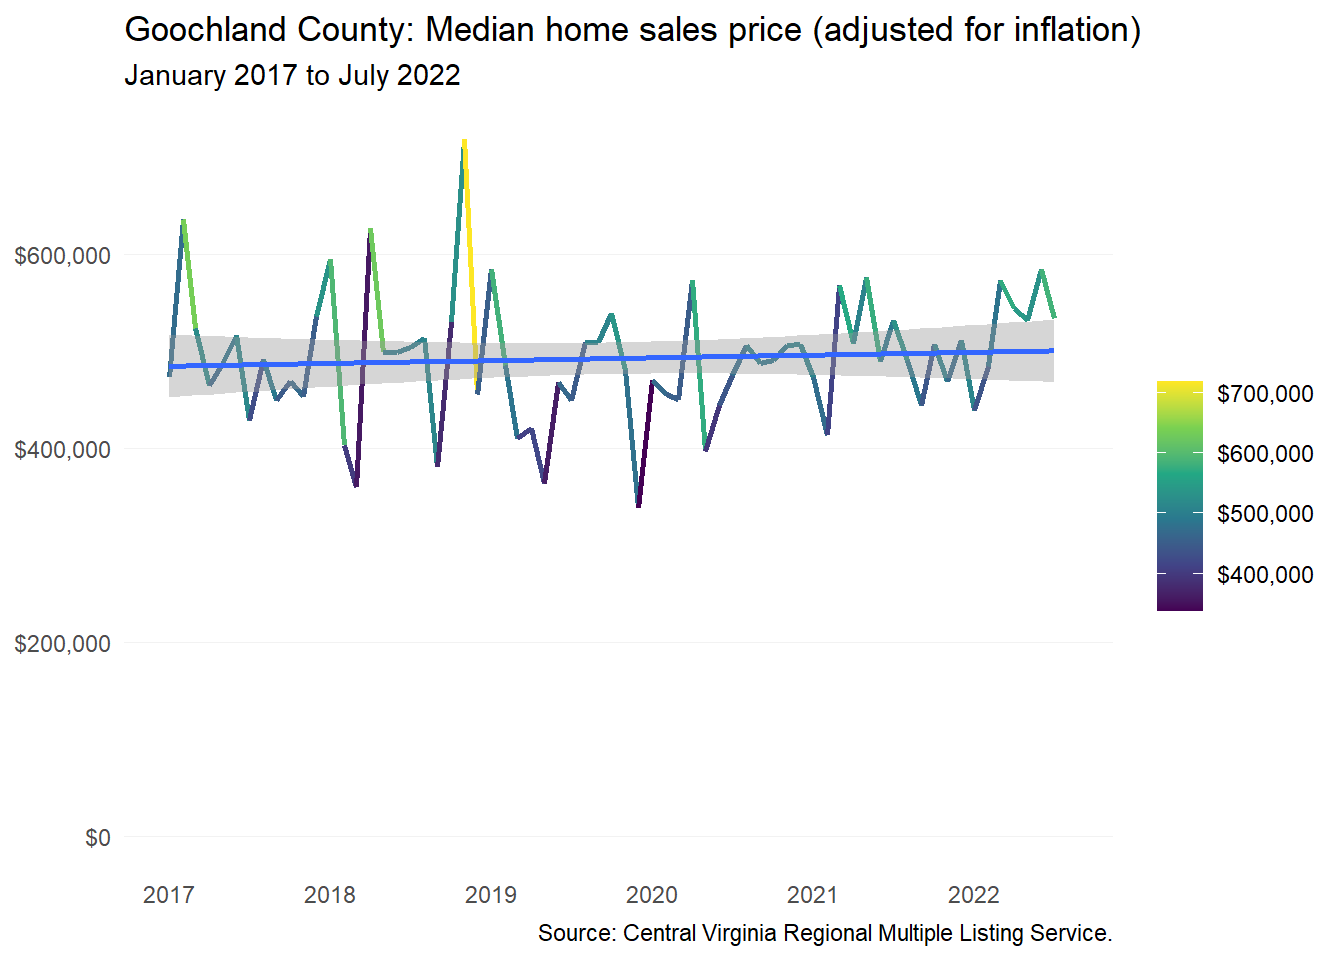 Goochland County: Median home sales price (adjusted for inflation)
January 2017 to July 2022
$600,000
$400,000
$200,000
$0
2017 2018 2019 2020 2021 2022
$700,000
$600,000
$500,000
$400,000
Source: Central Virginia Regional Multiple Listing Service.